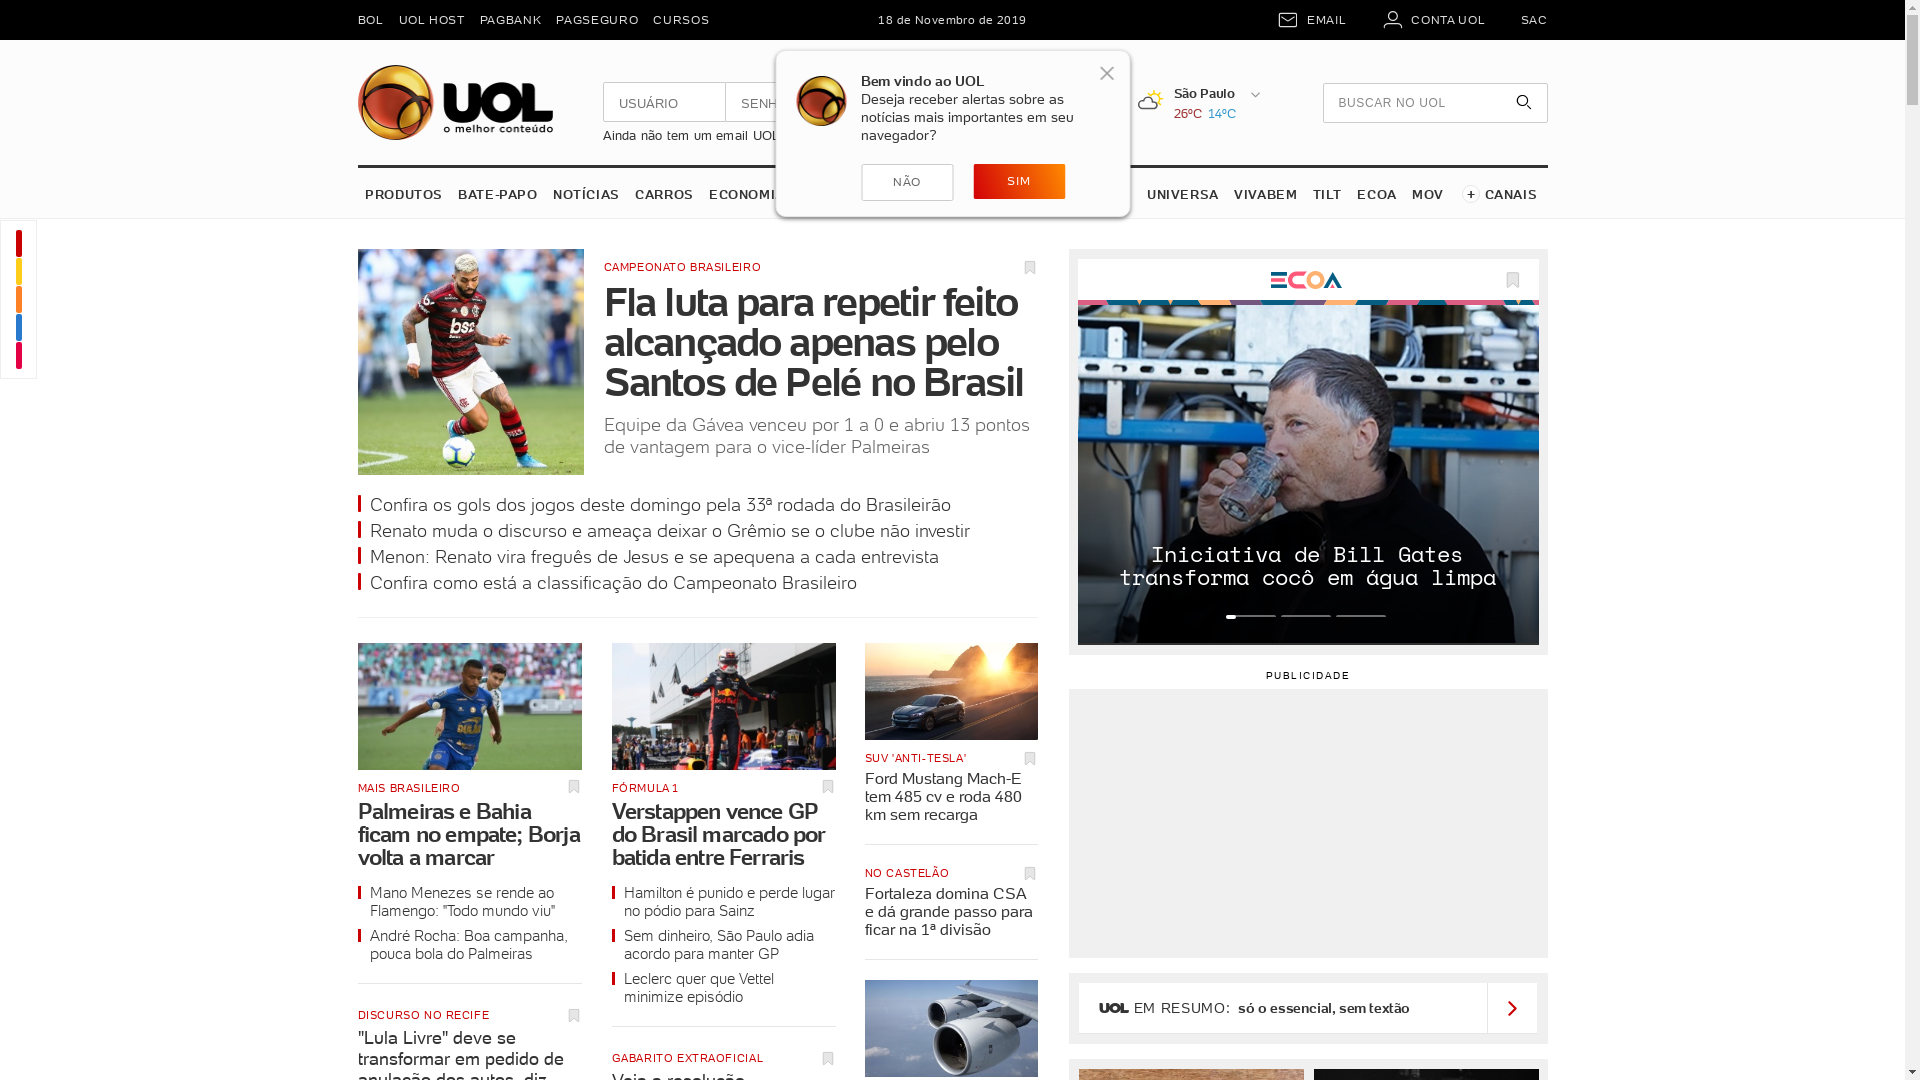 BOL UOL HOST PAGBANK PAGSEGURO CURSOS
18 de Novembro de 2019
EMAIL CONTA UOL SAC
UOL
o melhor conteúdo
USUÁRIO SENH
Ainda não tem um email UOL
Bem vindo ao UOL
Deseja receber alertas sobre as
notícias mais importantes em seu
navegador?
NÃO SIM
São Paulo
26ºC 14ºC
BUSCAR NO UOL
PRODUTOS BATE-PAPO NOTÍCIAS CARROS ECONOMI UNIVERSA VIVABEM TILT ECOA MOV + CANAIS
CAMPEONATO BRASILEIRO
Fla luta para repetir feito
alcançado apenas pelo
Santos de Pelé no Brasil
Equipe da Gávea venceu por 1 a 0 e abriu 13 pontos
de vantagem para o vice-líder Palmeiras
Confira os gols dos jogos deste domingo pela 33ª rodada do Brasileirão
Renato muda o discurso e ameaça deixar o Grêmio se o clube não investir
Menon: Renato vira freguês de Jesus e se apequena a cada entrevista
Confira como está a classificação do Campeonato Brasileiro
ECOA
Iniciativa de Bill Gates
transforma cocô em água limpa
PUBLICIDADE
UOL EM RESUMO: só o essencial, sem textão
MAIS BRASILEIRO
Palmeiras e Bahia
ficam no empate; Borja
volta a marcar
Mano Menezes se rende ao
Flamengo: "Todo mundo viu"
André Rocha: Boa campanha,
pouca bola do Palmeiras
DISCURSO NO RECIFE
"Lula Livre" deve se
transformar em pedido de
anulação dos autos, diz
FÓRMULA 1
Verstappen vence GP
do Brasil marcado por
batida entre Ferraris
Hamilton é punido e perde lugar
no pódio para Sainz
Sem dinheiro, São Paulo adia
acordo para manter GP
Leclerc quer que Vettel
minimize episódio
GABARITO EXTRAOFICIAL
Veja a resolução
SUV 'ANTI-TESLA'
Ford Mustang Mach-E
tem 485 cv e roda 480
km sem recarga
NO CASTELÃO
Fortaleza domina CSA
e dá grande passo para
ficar na 1ª divisão